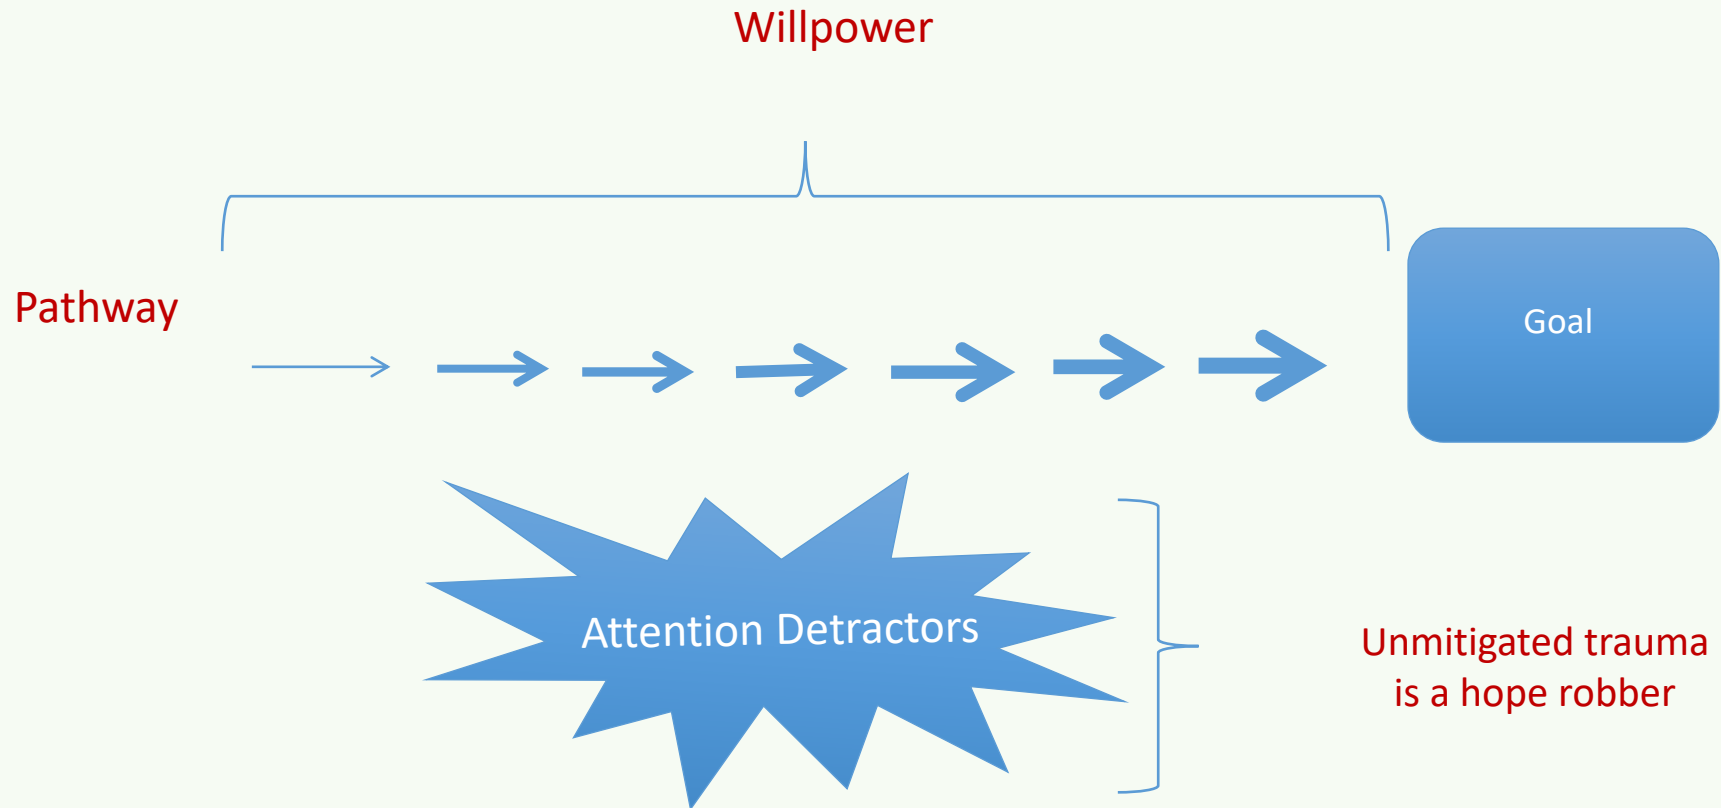 Willpower
Pathway
Goal
Attention Detractors
Unmitigated trauma
is a hope robber